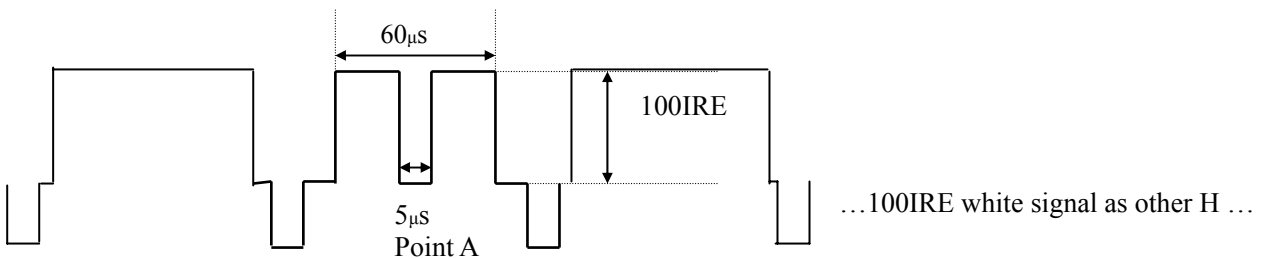 60μs
100IRE
…100IRE white signal as other H …
5μs
Point A